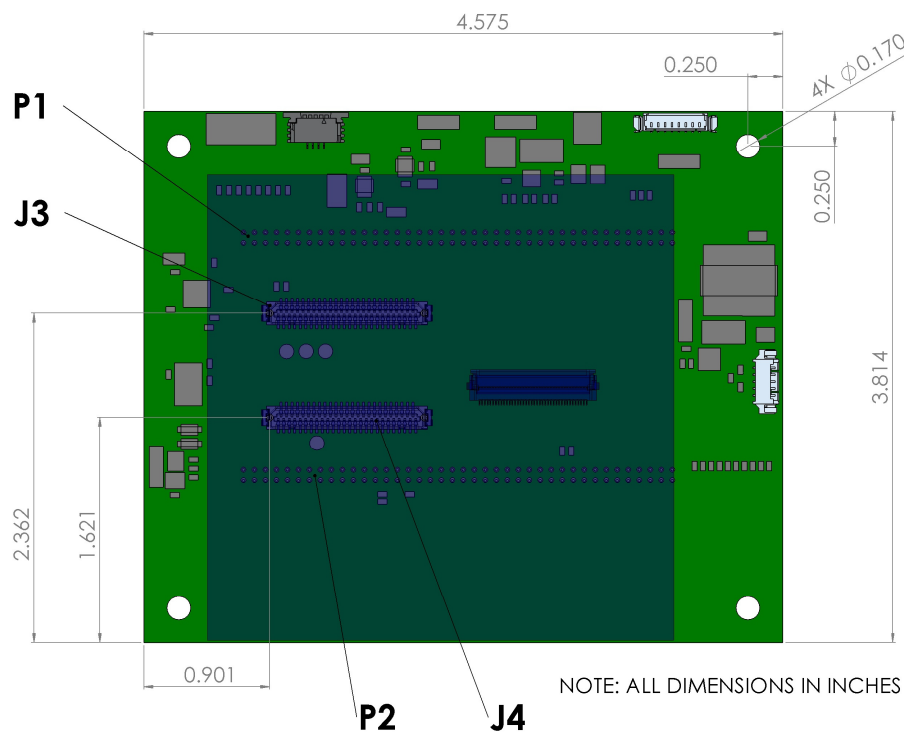 4.575
0.250
4X Ø0.170
P1
J3
0.250
3.814
2.362
1.621
0.901
NOTE: ALL DIMENSIONS IN INCHES
P2
J4